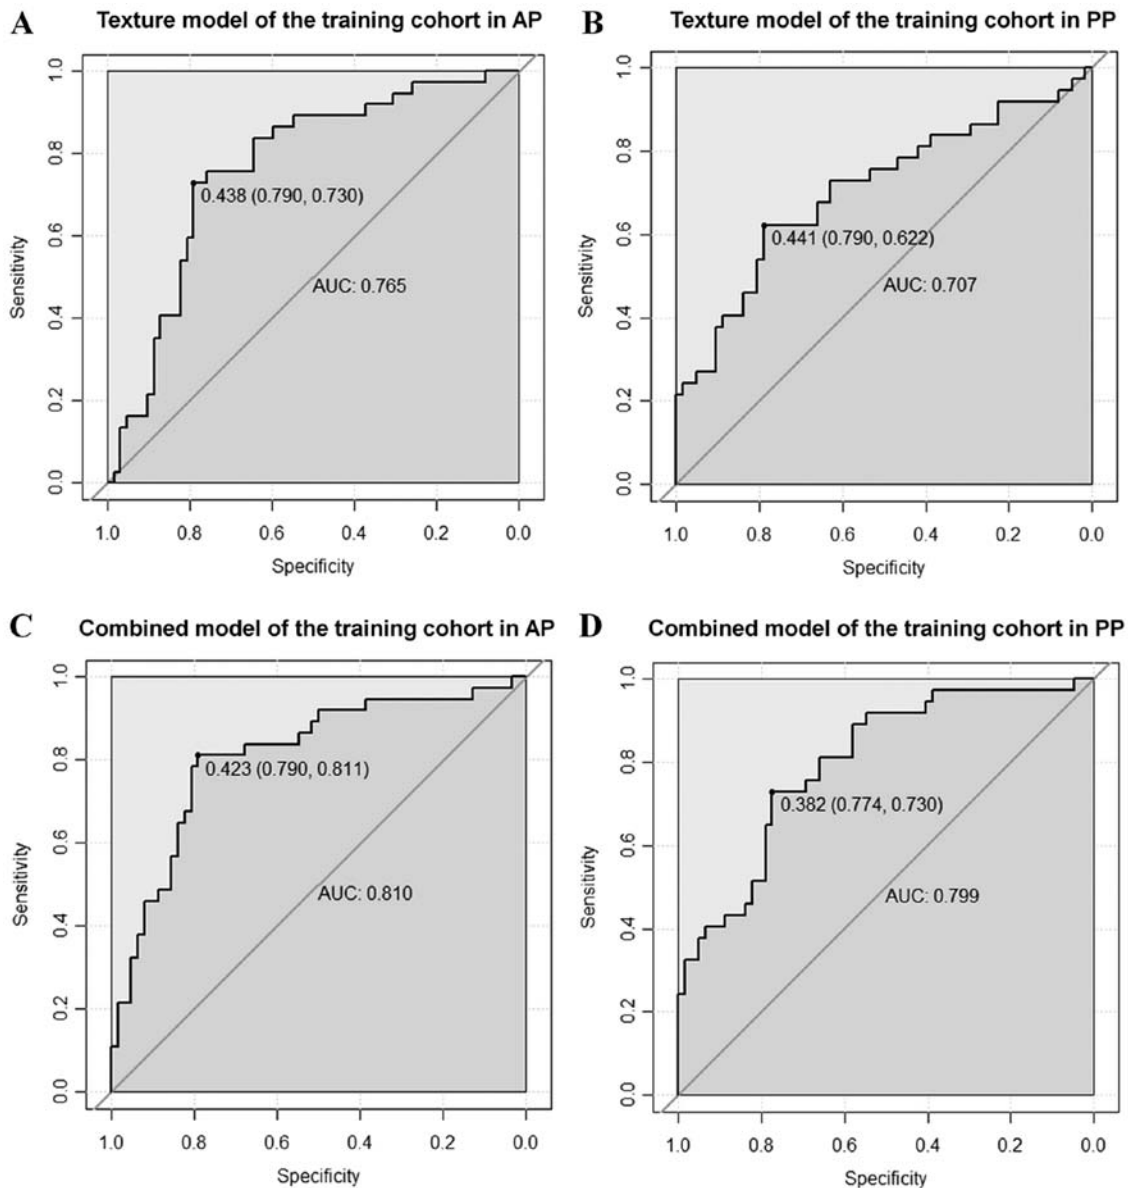 A Texture model of the training cohort in AP
Sensitivity
1.0
0.8
0.6
0.4
0.2
0.0
0.438 (0.790, 0.730)
AUC: 0.765
1.0 0.8 0.6 0.4 0.2 0.0
Specificity
B Texture model of the training cohort in PP
Sensitivity
1.0
0.8
0.6
0.4
0.2
0.0
0.441 (0.790, 0.622)
AUC: 0.707
1.0 0.8 0.6 0.4 0.2 0.0
Specificity
C Combined model of the training cohort in AP
Sensitivity
1.0
0.8
0.6
0.4
0.2
0.0
0.423 (0.790, 0.811)
AUC: 0.810
1.0 0.8 0.6 0.4 0.2 0.0
Specificity
D Combined model of the training cohort in PP
Sensitivity
1.0
0.8
0.6
0.4
0.2
0.0
0.382 (0.774, 0.730)
AUC: 0.799
1.0 0.8 0.6 0.4 0.2 0.0
Specificity